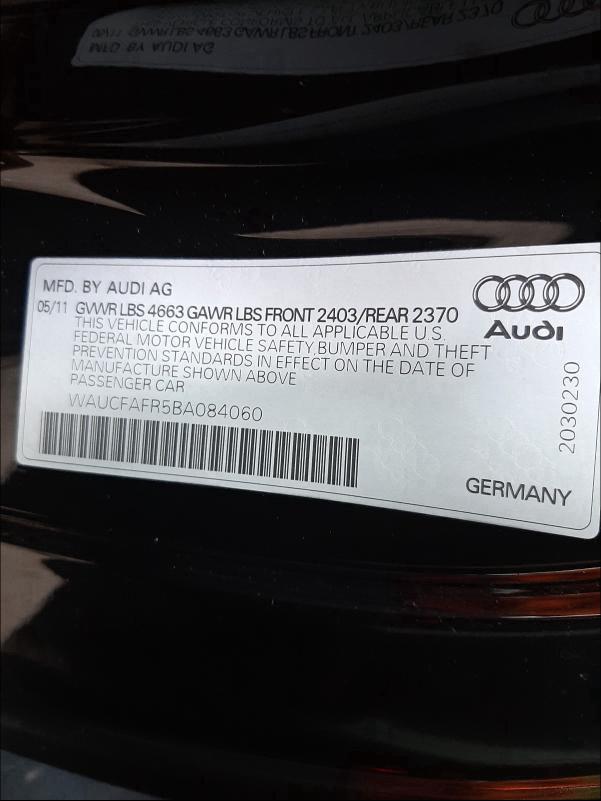 MFD. BY AUDI AG
05/11 GVWR LBS 4663 GAWR LBS FRONT 2403/REAR 2370
THIS VEHICLE CONFORMS TO ALL APPLICABLE U.S.
FEDERAL MOTOR VEHICLE SAFETY, BUMPER AND THEFT
PREVENTION STANDARDS IN EFFECT ON THE DATE OF
MANUFACTURE SHOWN ABOVE
PASSENGER CAR
WAUCFAFR5BA084060
Audi
2030230
GERMANY